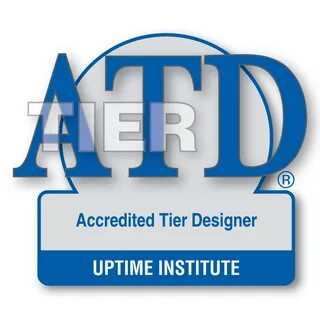 ATD
TIER
®
Accredited Tier Designer
UPTIME INSTITUTE